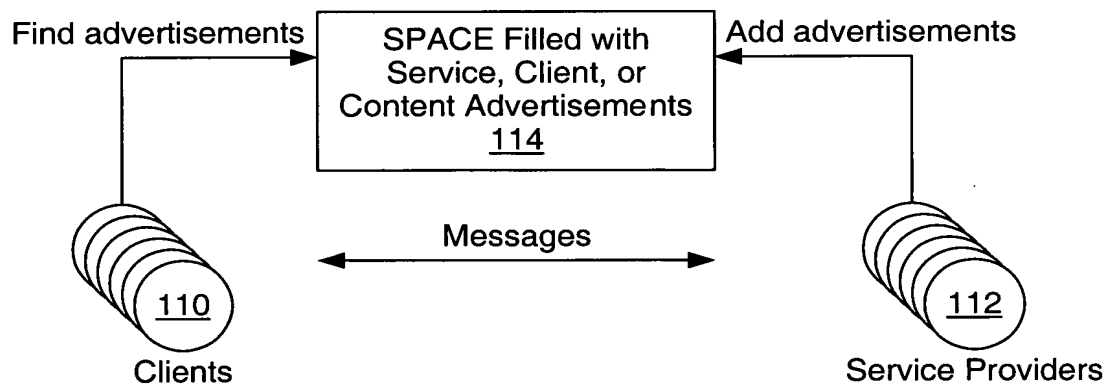 Find advertisements
SPACE Filled with
Service, Client, or
Content Advertisements
114
Add advertisements
Messages
110
Clients
112
Service Providers